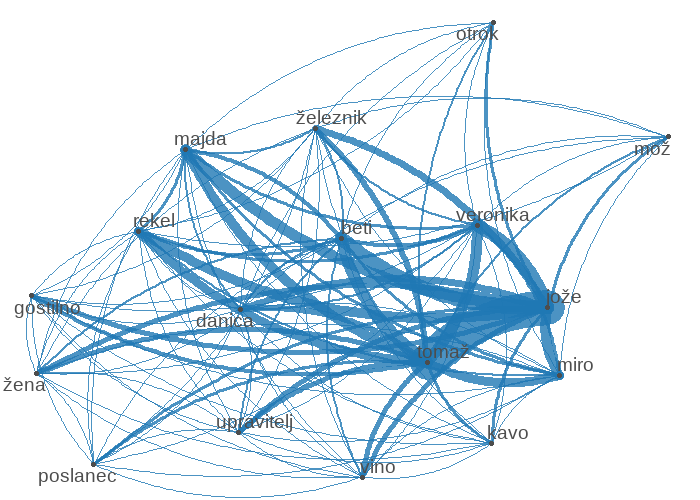 otrok
železnik
majda
mož
rekel
beti
veronika
jože
gostilno
danica
tomaž
miro
žena
upravitelj
kavo
vino
poslanec